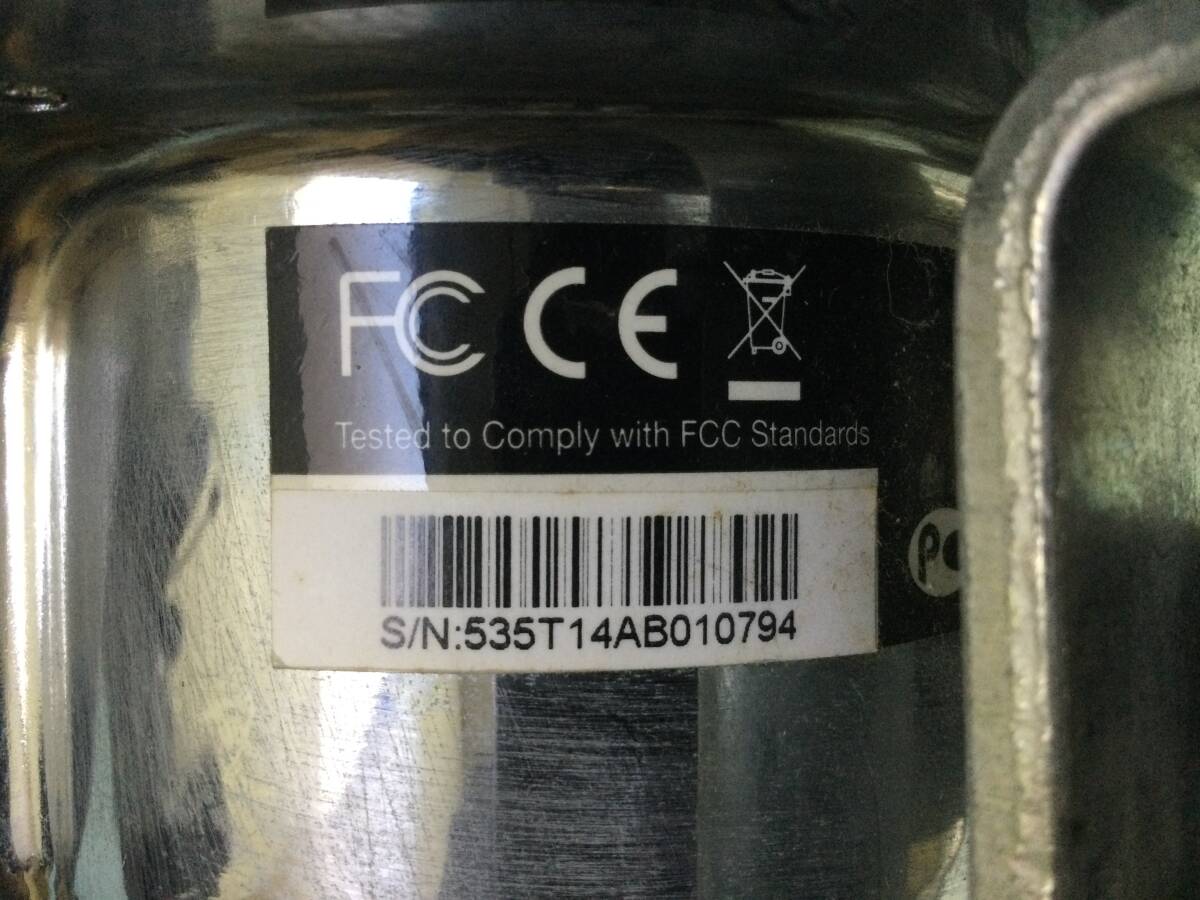 FC CE
Tested to Comply with FCC Standards
S/N:535T14AB010794